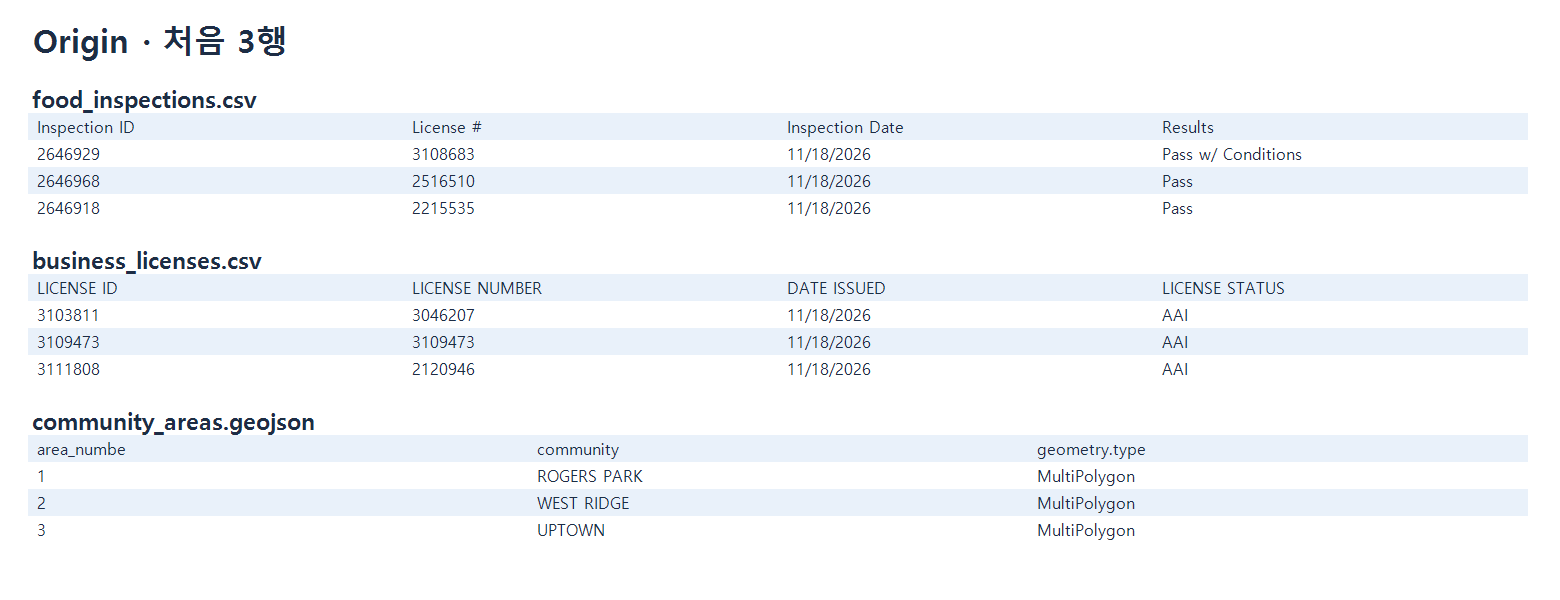 Origin · 처음 3행
food_inspections.csv
Inspection ID License # Inspection Date Results
2646929 3108683 11/18/2026 Pass w/ Conditions
2646968 2516510 11/18/2026 Pass
2646918 2215535 11/18/2026 Pass
business_licenses.csv
LICENSE ID LICENSE NUMBER DATE ISSUED LICENSE STATUS
3103811 3046207 11/18/2026 AAI
3109473 3109473 11/18/2026 AAI
3111808 2120946 11/18/2026 AAI
community_areas.geojson
area_numbe community geometry.type
1 ROGERS PARK MultiPolygon
2 WEST RIDGE MultiPolygon
3 UPTOWN MultiPolygon